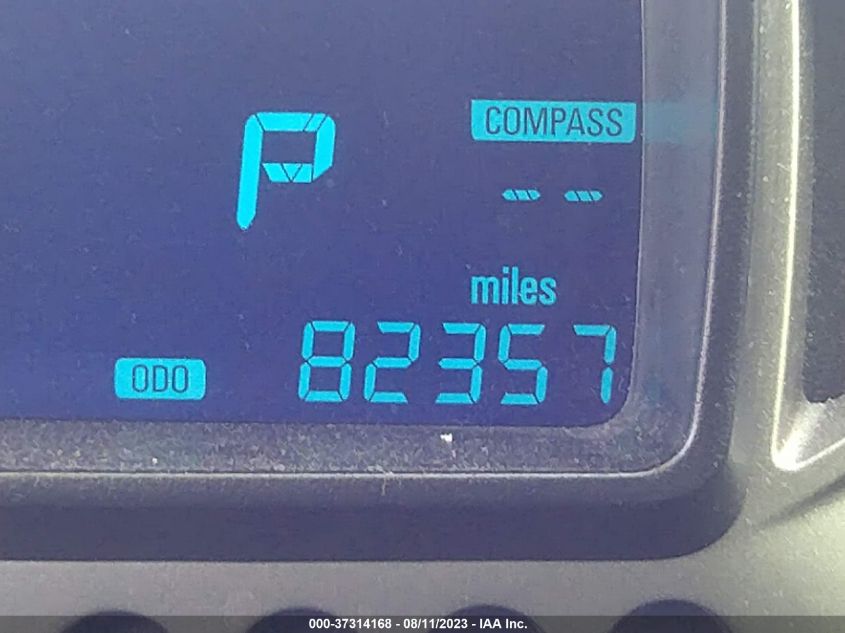 P
COMPASS
--
miles
ODO 82357
000-37314168 - 08/11/2023 - IAA Inc.